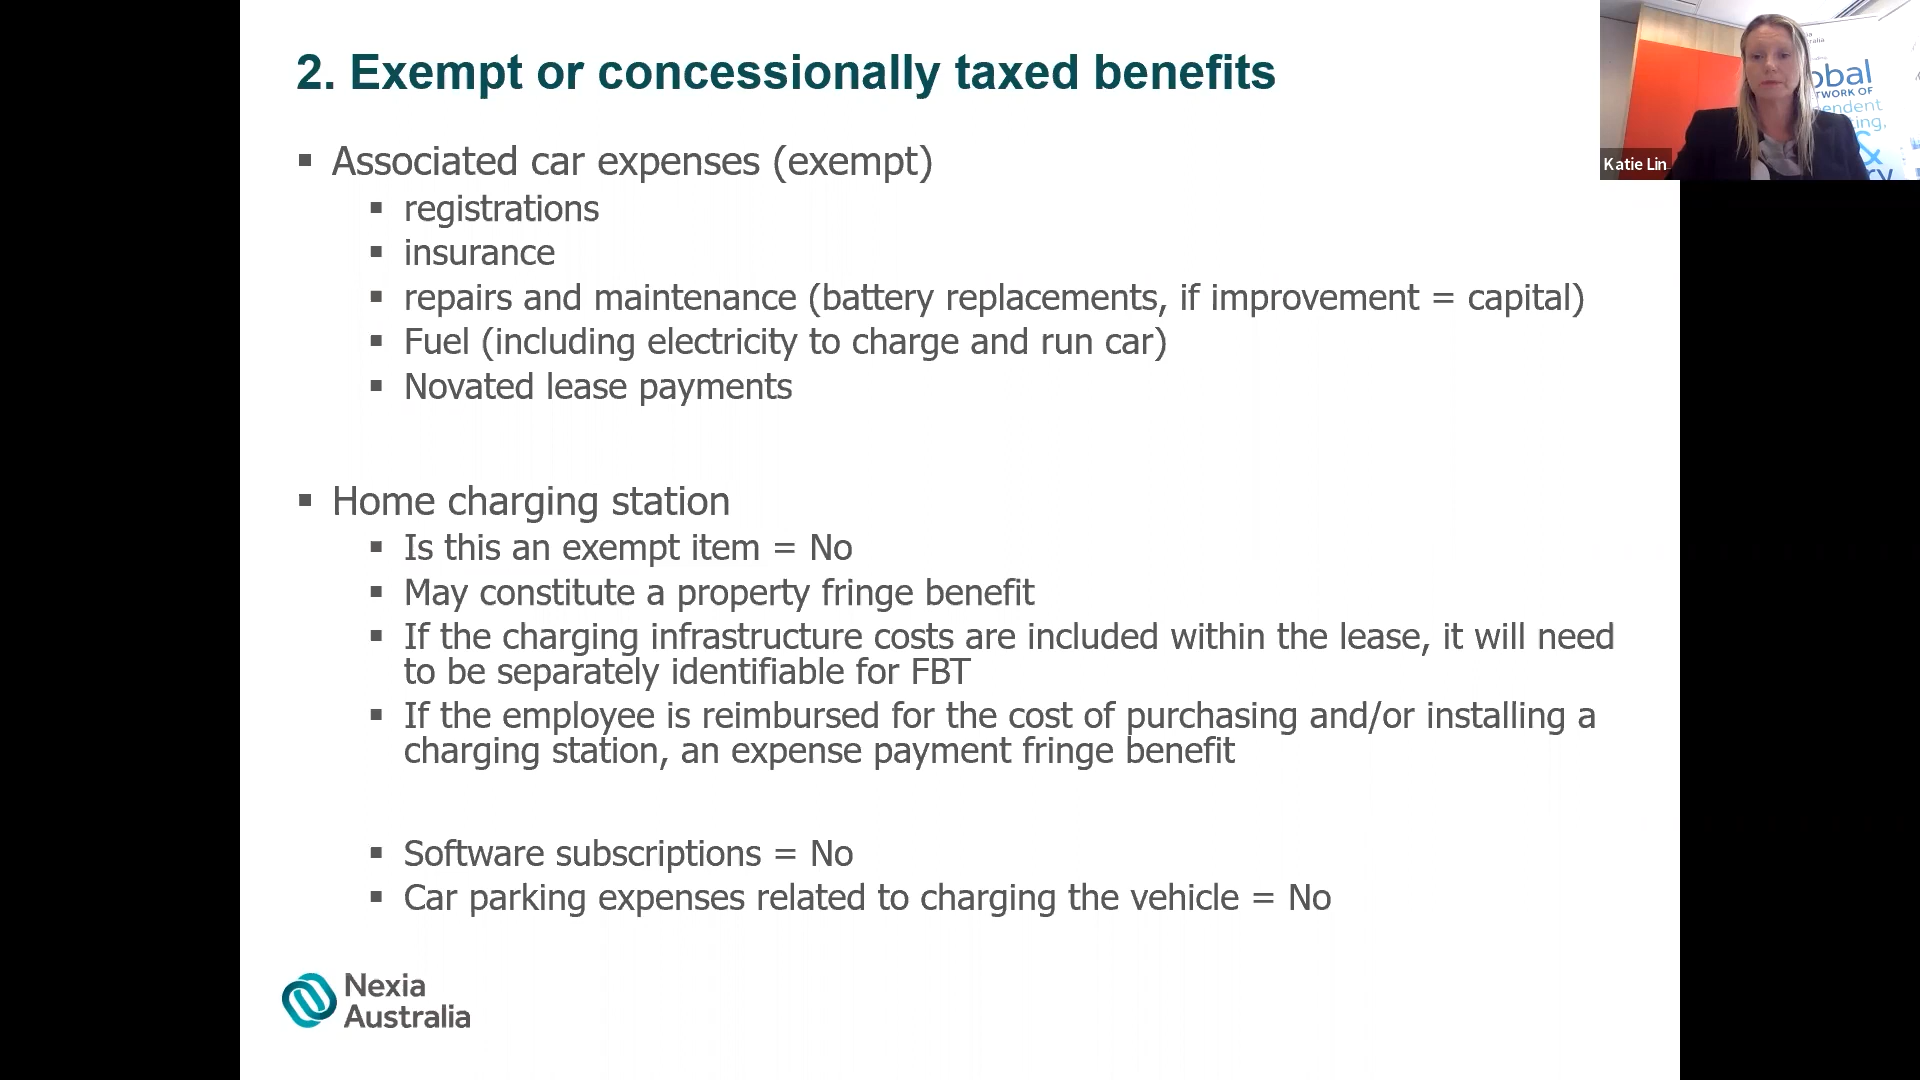 2. Exempt or concessionally taxed benefits
▪ Associated car expenses (exempt)
▪ registrations
▪ insurance
▪ repairs and maintenance (battery replacements, if improvement = capital)
▪ Fuel (including electricity to charge and run car)
▪ Novated lease payments
▪ Home charging station
▪ Is this an exempt item = No
▪ May constitute a property fringe benefit
▪ If the charging infrastructure costs are included within the lease, it will need
to be separately identifiable for FBT
▪ If the employee is reimbursed for the cost of purchasing and/or installing a
charging station, an expense payment fringe benefit
▪ Software subscriptions = No
▪ Car parking expenses related to charging the vehicle = No
Nexia
Australia
Katie Lin